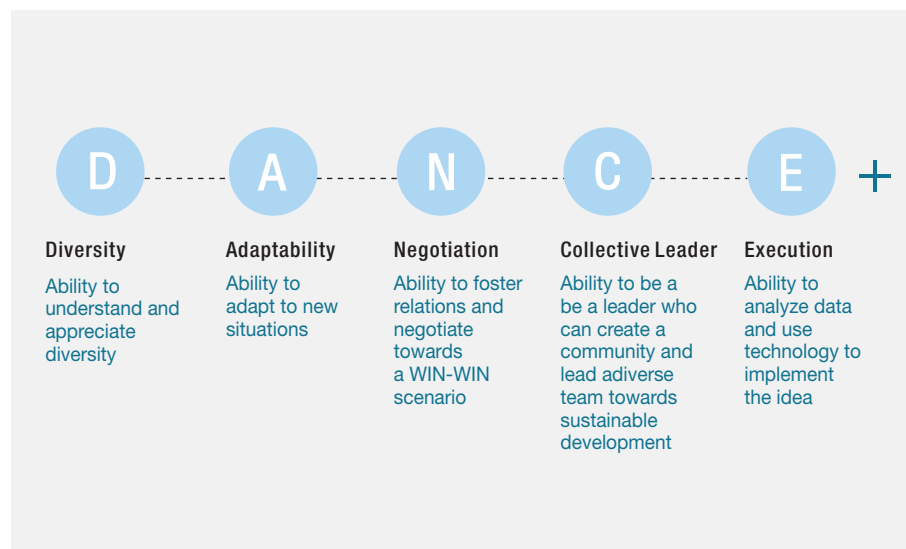 D A N C E +
Diversity
Ability to
understand and
appreciate
diversity
Adaptability
Ability to
adapt to new
situations
Negotiation
Ability to foster
relations and
negotiate
towards
a WIN-WIN
scenario
Collective Leader
Ability to be a
be a leader who
can create a
community and
lead adiverse
team towards
sustainable
development
Execution
Ability to
analyze data
and use
technology to
implement
the idea